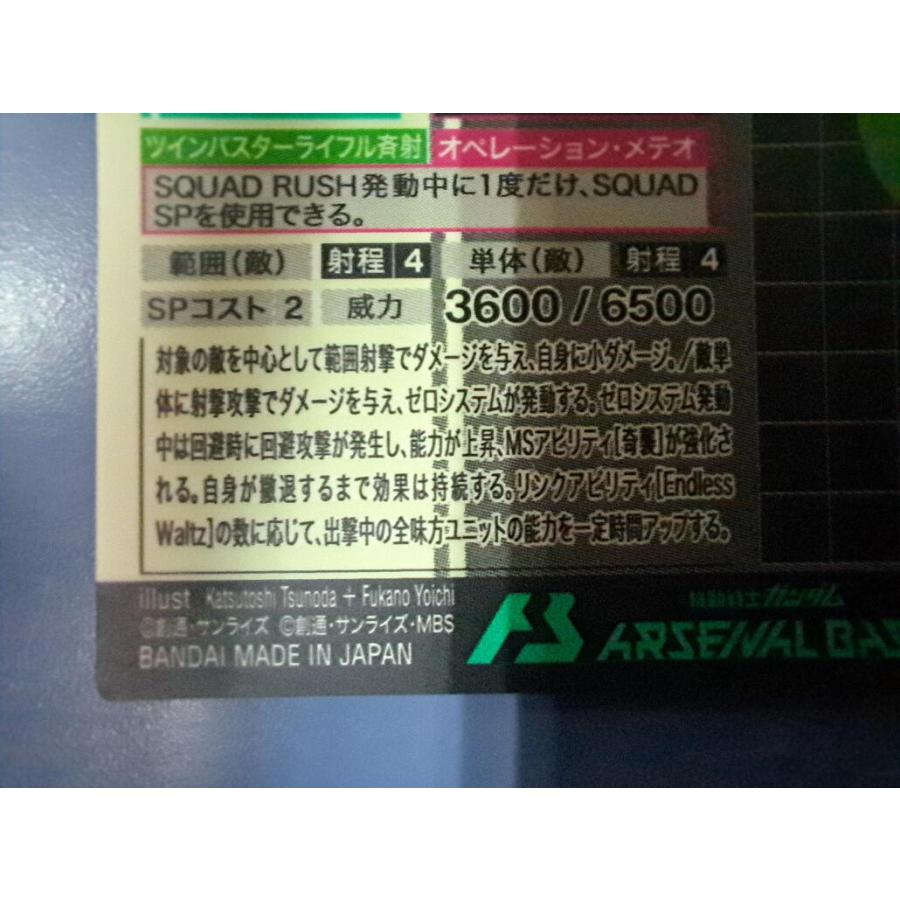 ツインバスターライフル斉射 オペレーション・メテオ
SQUAD RUSH発動中に1度だけ、SQUAD
SPを使用できる。
範囲(敵) 射程 4 単体(敵) 射程 4
SPコスト 2 威力 3600 / 6500
対象の敵を中心として範囲射撃でダメージを与え、自身に小ダメージ。/敵単
体に射撃攻撃でダメージを与え、ゼロシステムが発動する。ゼロシステム発動
中は回避時に回避攻撃が発生し、能力が上昇、MSアビリティ[奇襲]が強化さ
れる。自身が撤退するまで効果は持続する。リンクアビリティ[Endless
Waltz]の数に応じて、出撃中の全味方ユニットの能力を一定時間アップする。
illust Katsutoshi Tsunoda + Fukano Yoichi
©創通・サンライズ ©創通・サンライズ・MBS
BANDAI MADE IN JAPAN
機動戦士ガンダム
ARSENAL BAS